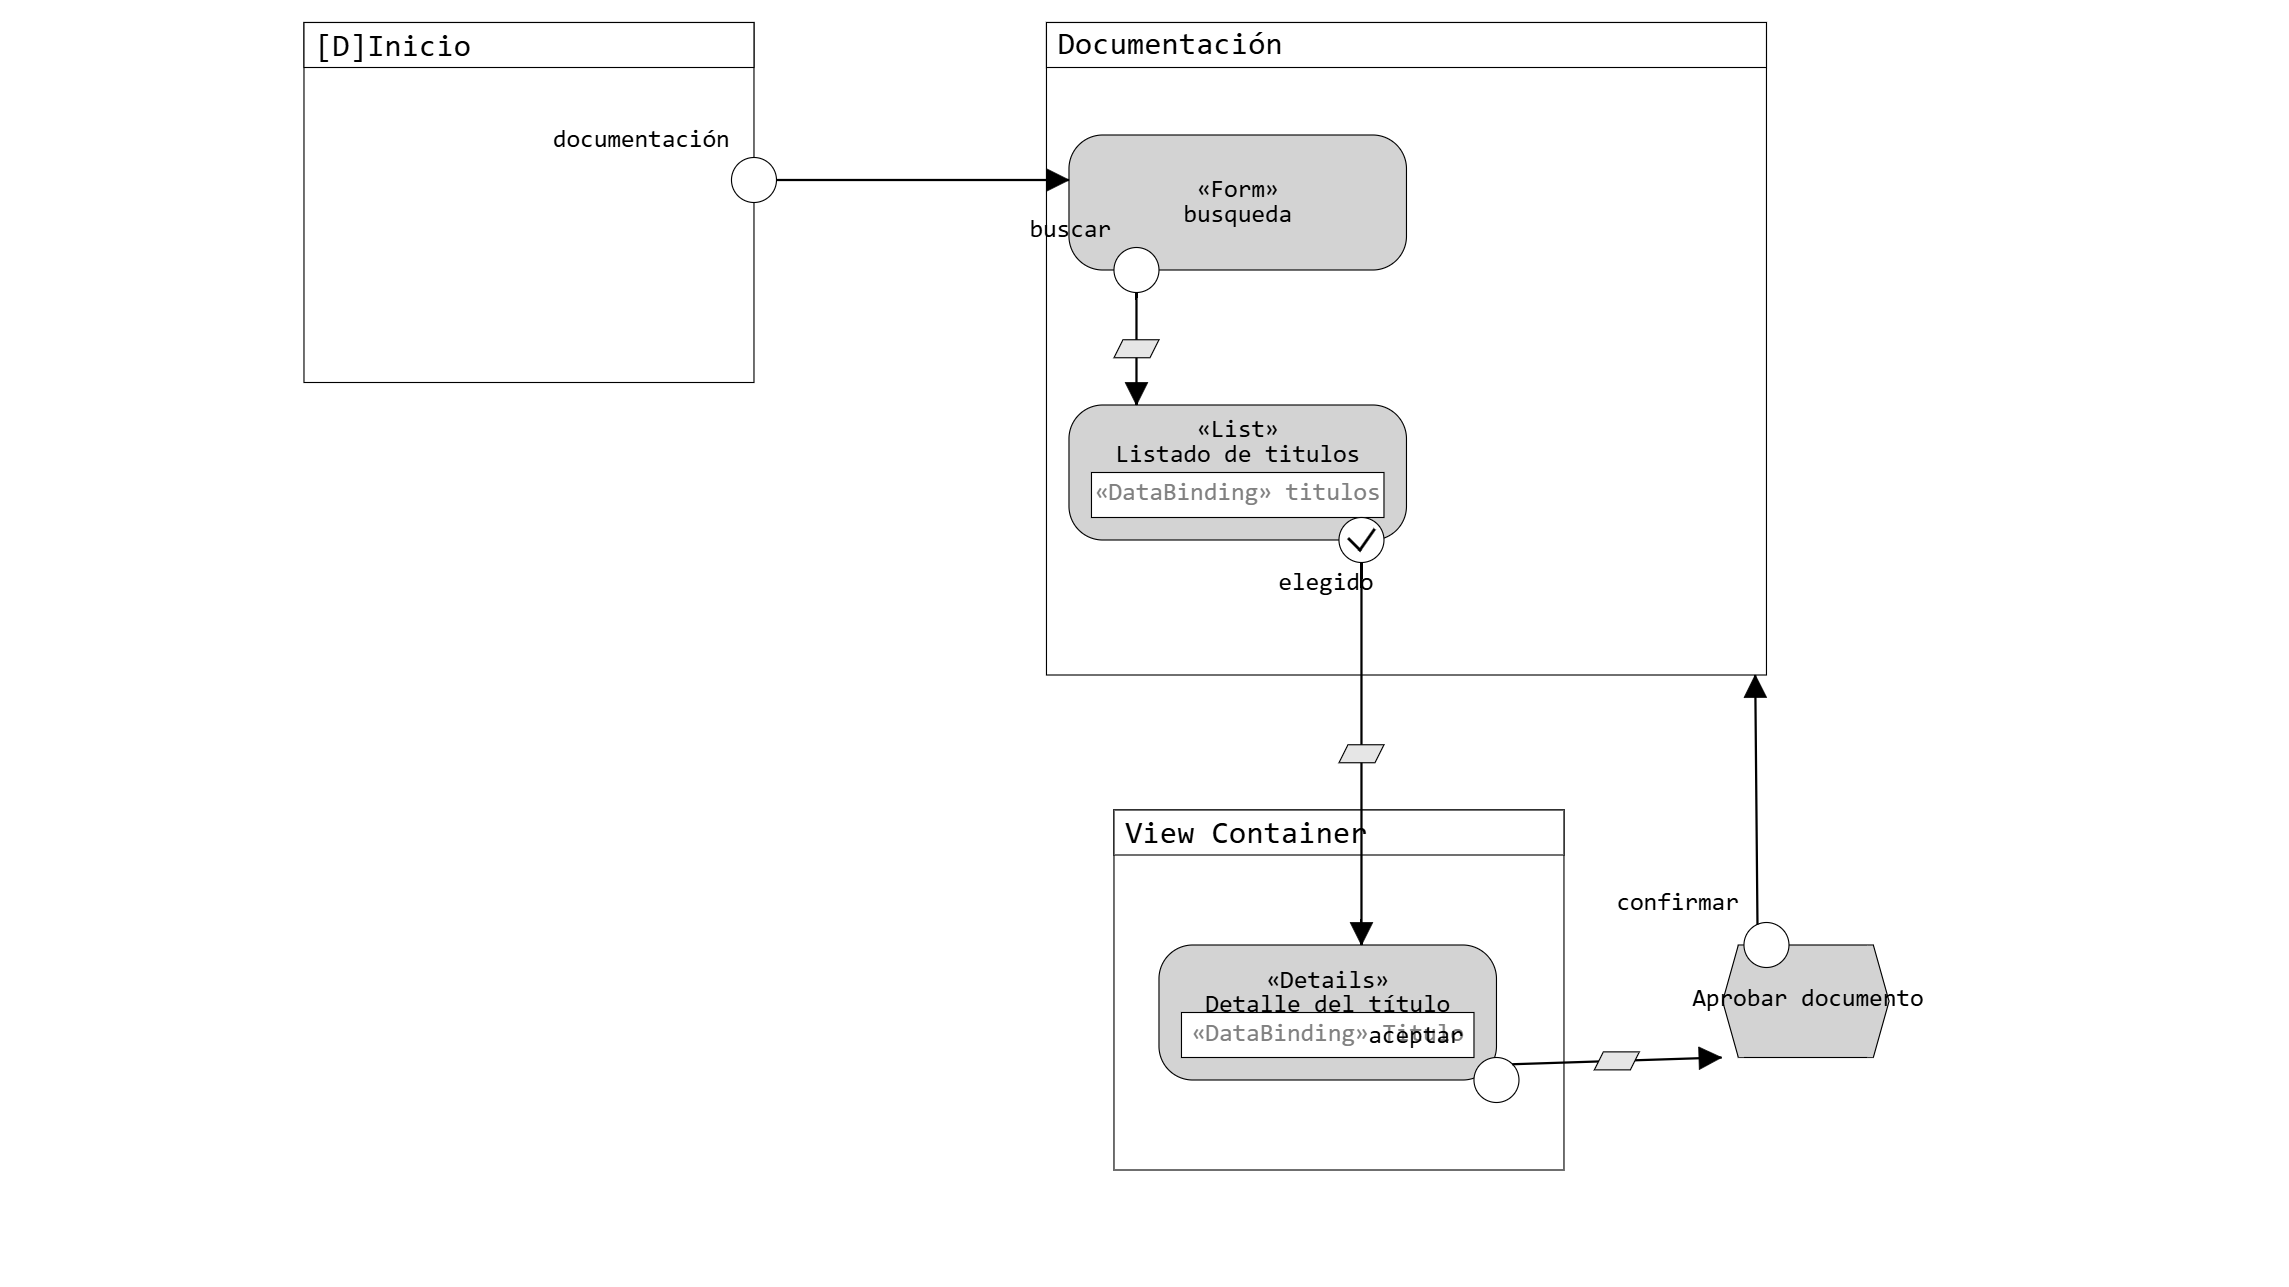 [D]Inicio
documentación
Documentación
«Form»
busqueda
buscar
«List»
Listado de titulos
«DataBinding» titulos
elegido
View Container
«Details»
Detalle del título
«DataBinding» Titulo
aceptar
confirmar
Aprobar documento